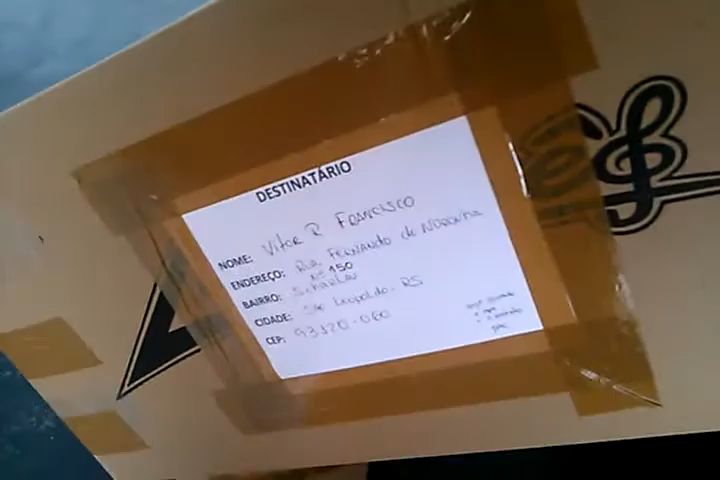 DESTINATÁRIO
NOME: Vitor R Francisco
ENDEREÇO: Rua Fernando de Noronha
Nº 150
BAIRRO: Scharlau
CIDADE: São Leopoldo - RS
CEP: 93120-060